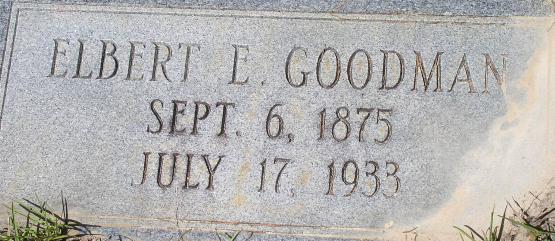 ELBERT E. GOODMAN
SEPT. 6, 1875
JULY 17, 1933